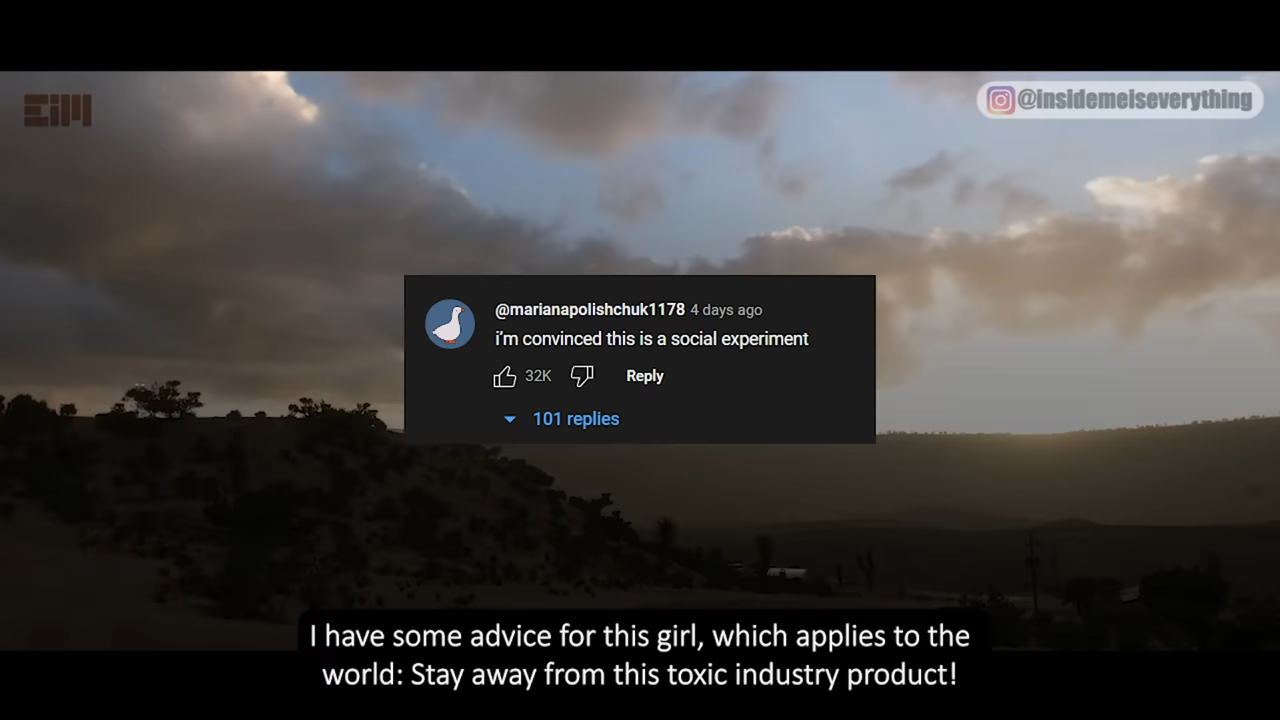 EiM
@insidemeiseverything
@marianapolishchuk1178 4 days ago
i'm convinced this is a social experiment
32K Reply
101 replies
I have some advice for this girl, which applies to the
world: Stay away from this toxic industry product!